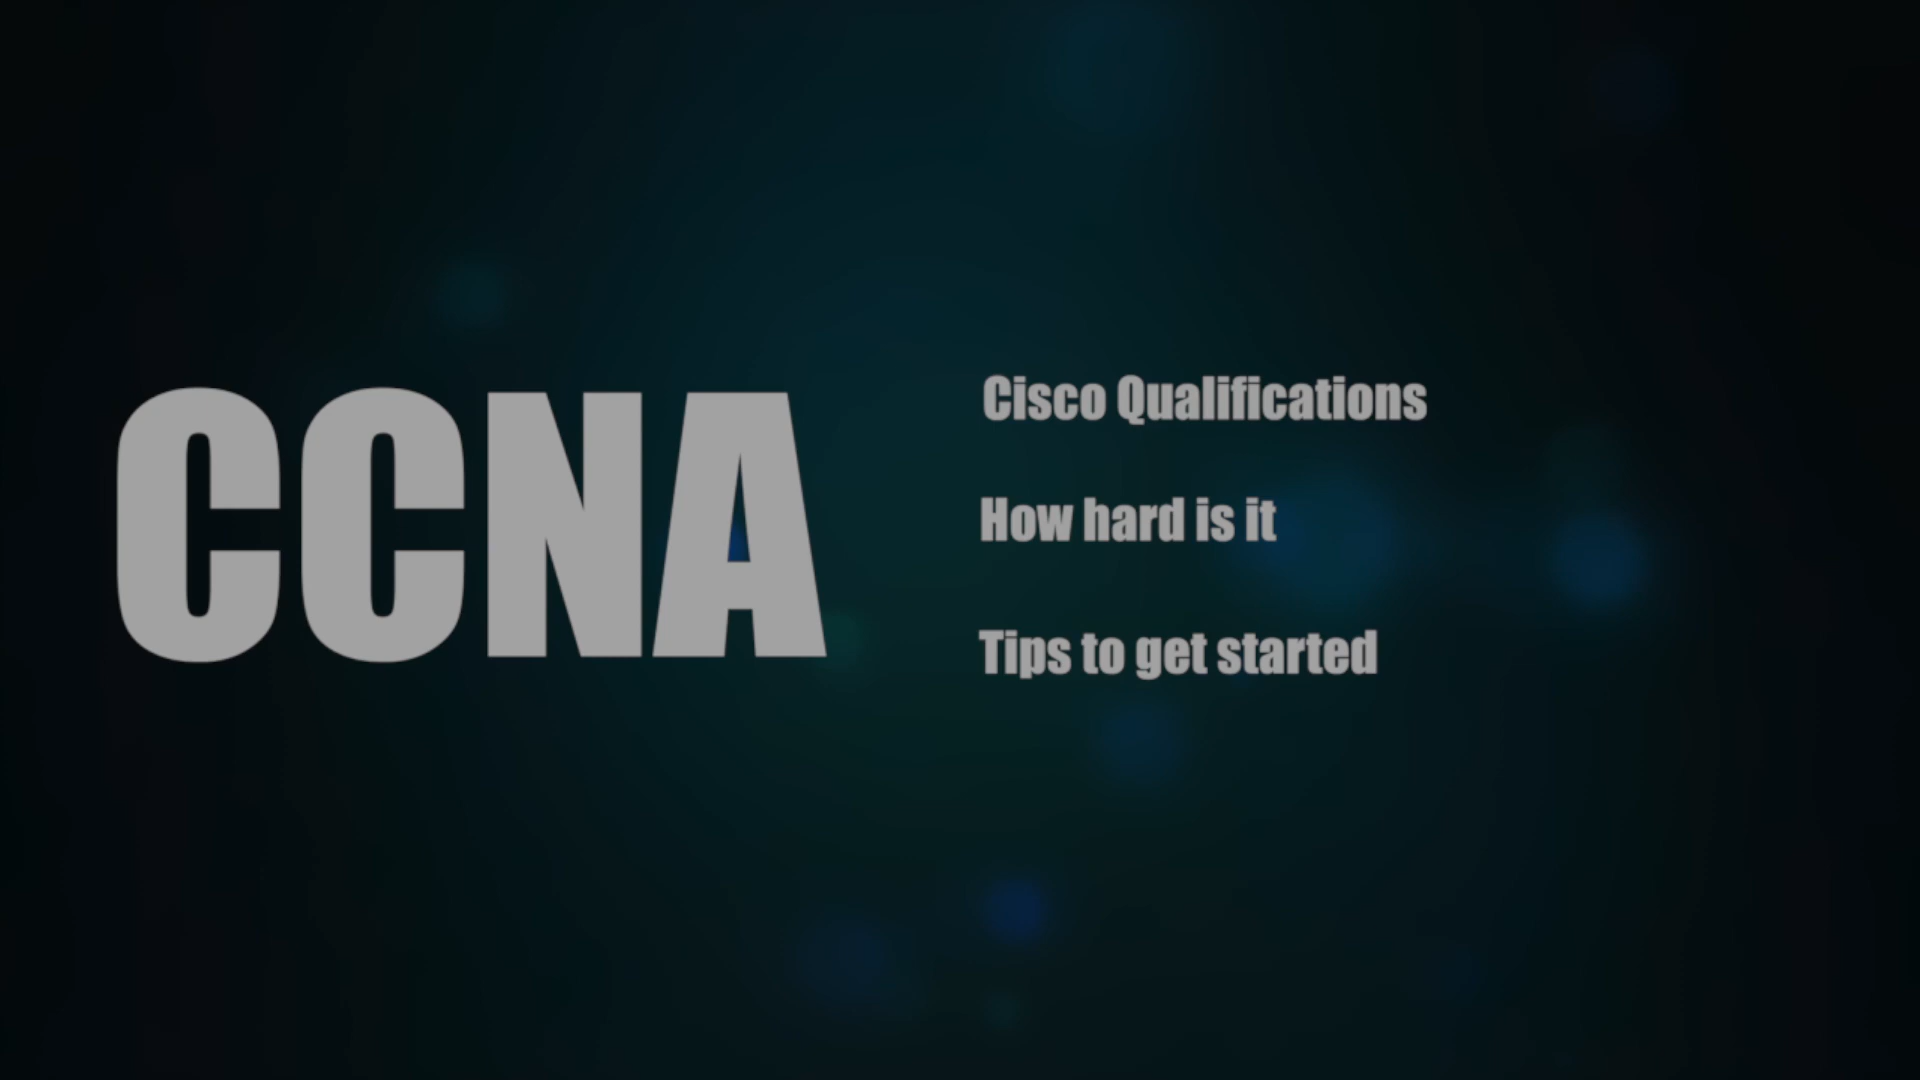 CCNA
Cisco Qualifications
How hard is it
Tips to get started